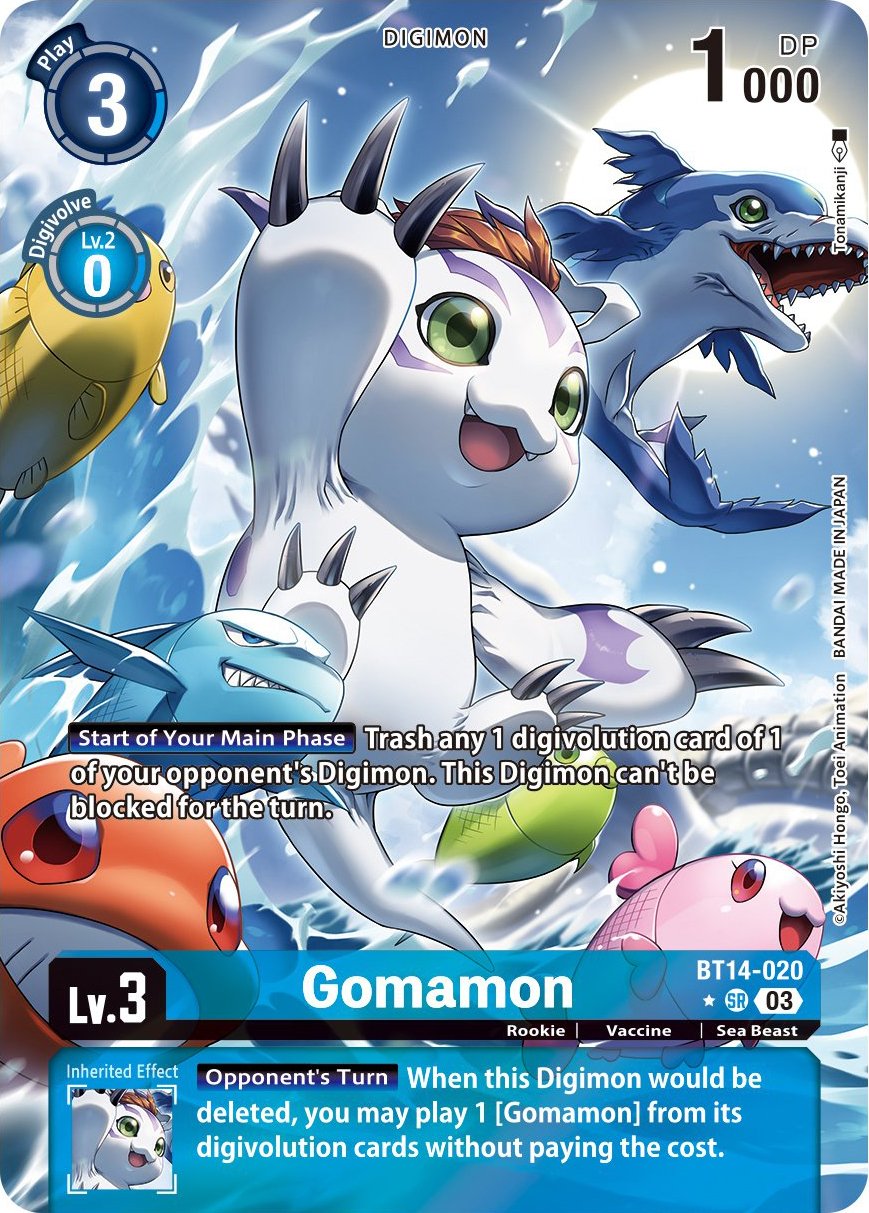 DIGIMON
Play
3
1000
DP
Digivolve
Lv.2
0
Tonamikanji
BANDAI MADE IN JAPAN
©Akiyoshi Hongo, Toei Animation
Start of Your Main Phase Trash any 1 digivolution card of 1
of your opponent's Digimon. This Digimon can't be
blocked for the turn.
Lv.3
Gomamon
BT14-020
SR 03
Rookie | Vaccine | Sea Beast
Inherited Effect
Opponent's Turn When this Digimon would be
deleted, you may play 1 [Gomamon] from its
digivolution cards without paying the cost.